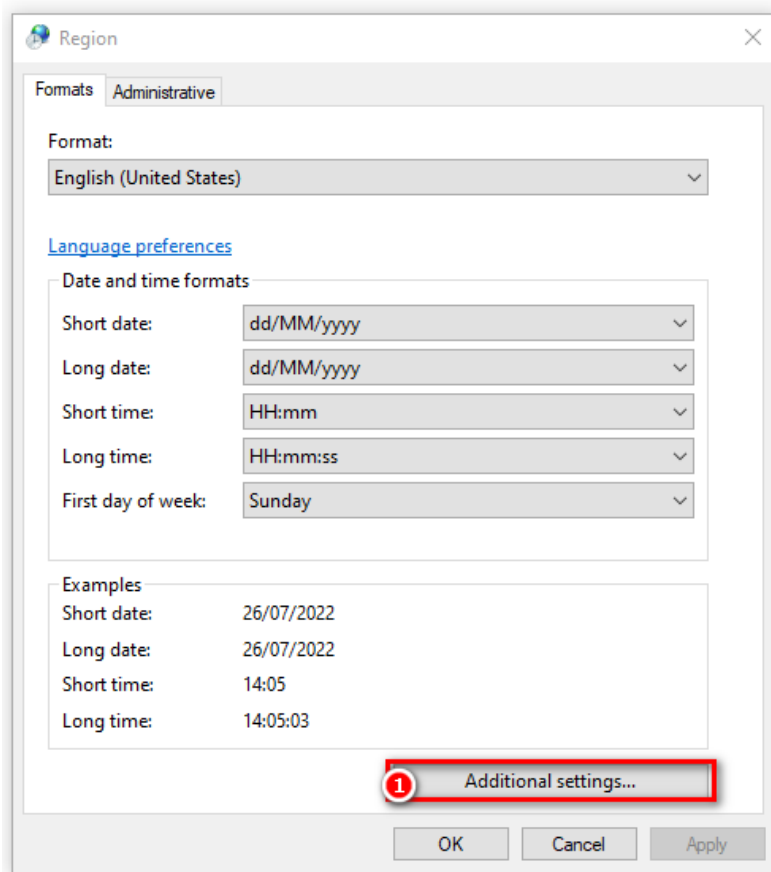 Region
Formats Administrative
Format:
English (United States)
Language preferences
Date and time formats
Short date: dd/MM/yyyy
Long date: dd/MM/yyyy
Short time: HH:mm
Long time: HH:mm:ss
First day of week: Sunday
Examples
Short date: 26/07/2022
Long date: 26/07/2022
Short time: 14:05
Long time: 14:05:03
1 Additional settings...
OK Cancel Apply